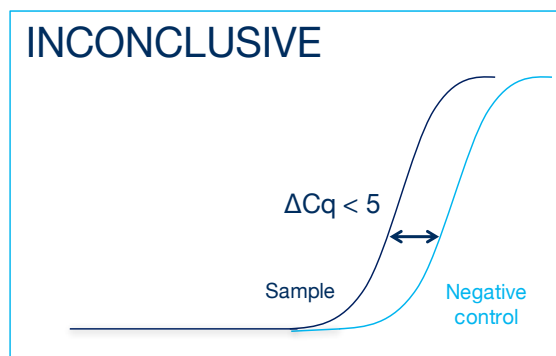 INCONCLUSIVE
ΔCq < 5
Sample
Negative
control